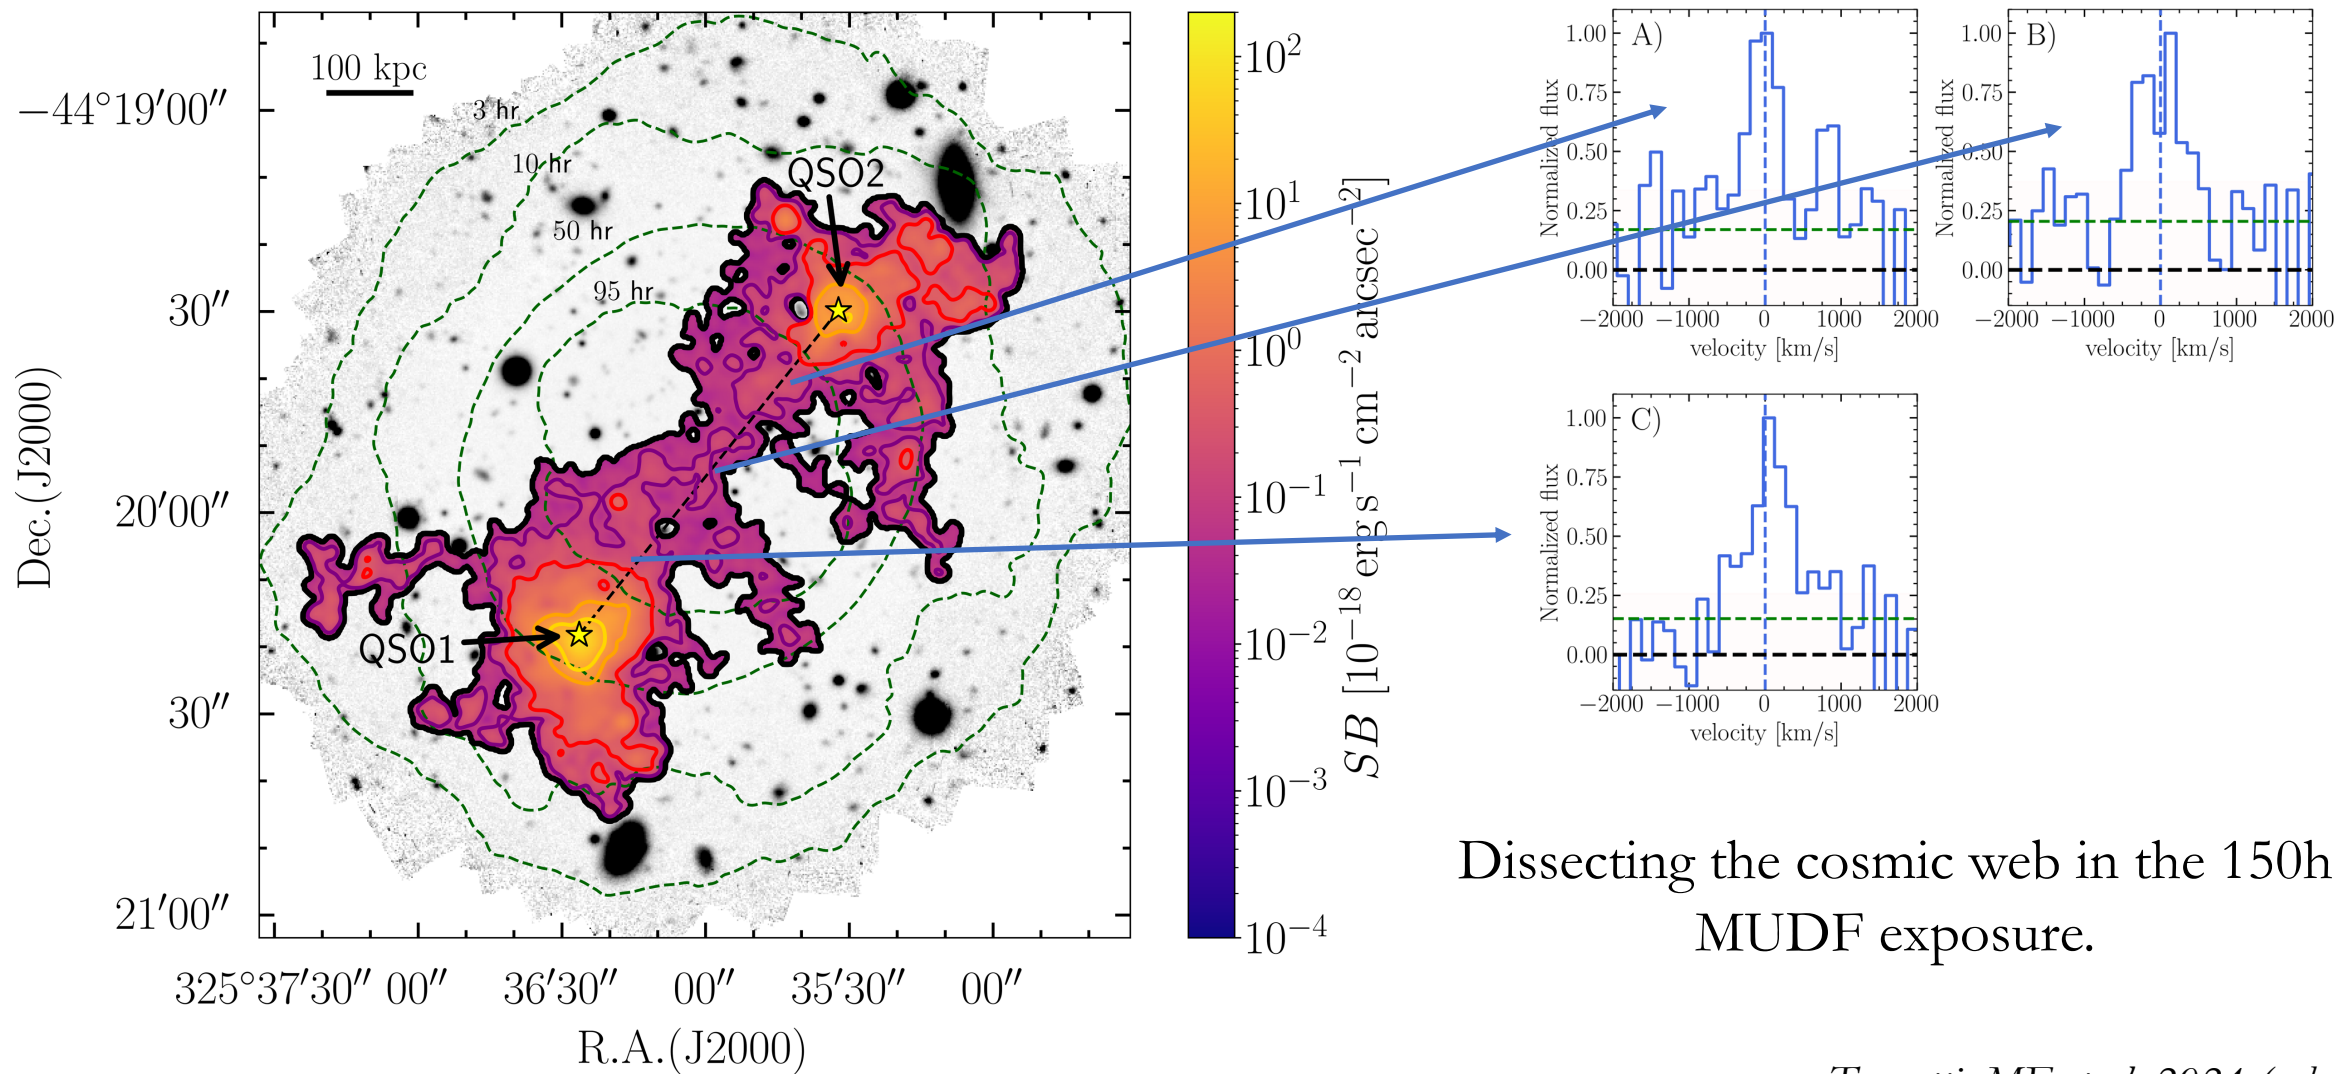 100 kpc
3 hr
10 hr
50 hr
95 hr
QSO2
QSO1
−44°19′00″
30″
20′00″
30″
21′00″
Dec.(J2000)
325°37′30″ 00″ 36′30″ 00″ 35′30″ 00″
R.A.(J2000)
10² 
10¹
10⁰
10⁻¹
10⁻²
10⁻³
10⁻⁴
SB [10⁻¹⁸ erg s⁻¹ cm⁻² arcsec⁻²]
A)
1.00
0.75
0.50
0.25
0.00
Normalized flux
−2000 −1000 0 1000 2000
velocity [km/s]
B)
1.00
0.75
0.50
0.25
0.00
Normalized flux
−2000 −1000 0 1000 2000
velocity [km/s]
C)
1.00
0.75
0.50
0.25
0.00
Normalized flux
−2000 −1000 0 1000 2000
velocity [km/s]
Dissecting the cosmic web in the 150h
MUDF exposure.